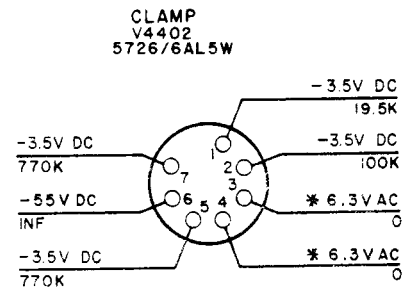 CLAMP
V4402
5726/6AL5W
-3.5V DC
19.5K
-3.5V DC
100K
-3.5V DC
770K
1
2
7
3
-55V DC
INF
6
* 6.3V AC
0
5
4
-3.5V DC
770K
* 6.3V AC
0